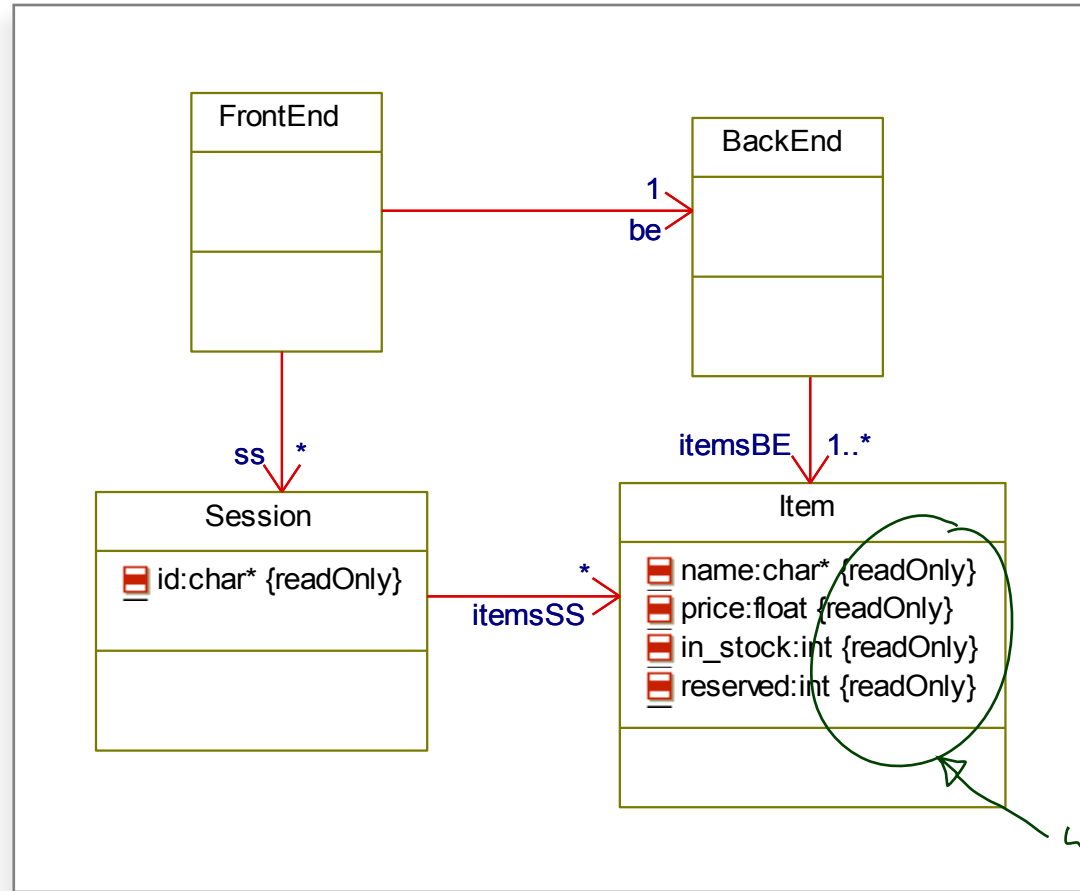 FrontEnd
BackEnd
1
be
ss *
itemsBE 1..*
Session
id:char* {readOnly}
*
itemsSS
Item
name:char* {readOnly}
price:float {readOnly}
in_stock:int {readOnly}
reserved:int {readOnly}